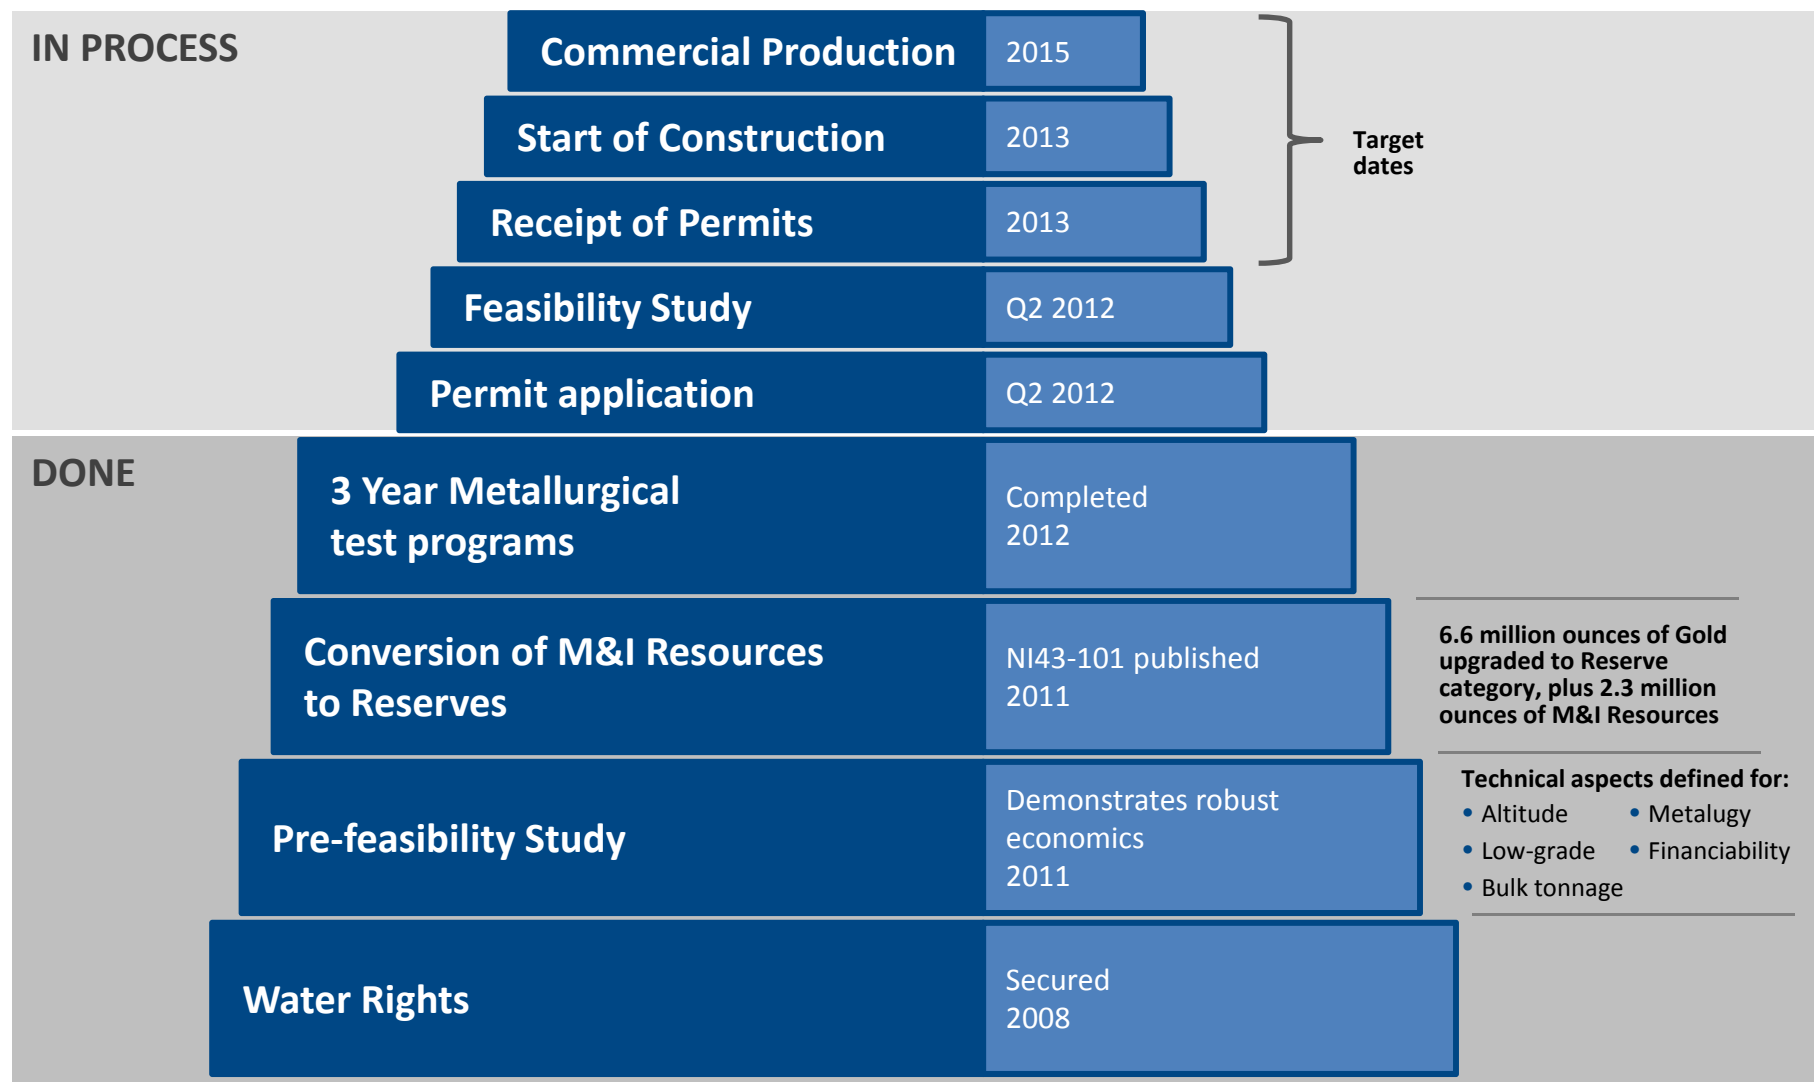 IN PROCESS
Commercial Production 2015
Start of Construction 2013
Receipt of Permits 2013
Target
dates
Feasibility Study Q2 2012
Permit application Q2 2012
DONE
3 Year Metallurgical
test programs
Completed
2012
Conversion of M&I Resources
to Reserves
NI43-101 published
2011
6.6 million ounces of Gold
upgraded to Reserve
category, plus 2.3 million
ounces of M&I Resources
Pre-feasibility Study
Demonstrates robust
economics
2011
Technical aspects defined for:
• Altitude • Metalugy
• Low-grade • Financiability
• Bulk tonnage
Water Rights
Secured
2008